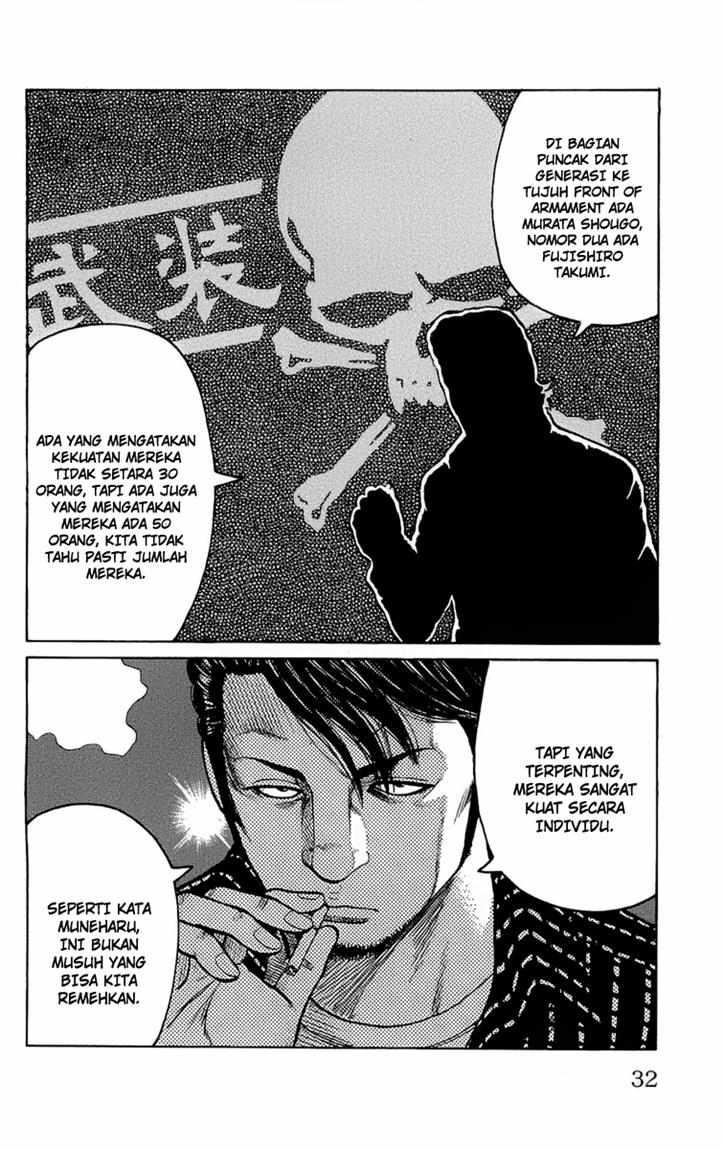 DI BAGIAN
PUNCAK DARI
GENERASI KE
TUJUH FRONT OF
ARMAMENT ADA
MURATA SHOUGO,
NOMOR DUA ADA
FUJISHIRO
TAKUMI.
武装
ADA YANG MENGATAKAN
KEKUATAN MEREKA
TIDAK SETARA 30
ORANG, TAPI ADA JUGA
YANG MENGATAKAN
MEREKA ADA 50
ORANG, KITA TIDAK
TAHU PASTI JUMLAH
MEREKA.
TAPI YANG
TERPENTING,
MEREKA SANGAT
KUAT SECARA
INDIVIDU.
SEPERTI KATA
MUNEHARU,
INI BUKAN
MUSUH YANG
BISA KITA
REMEHKAN.
32